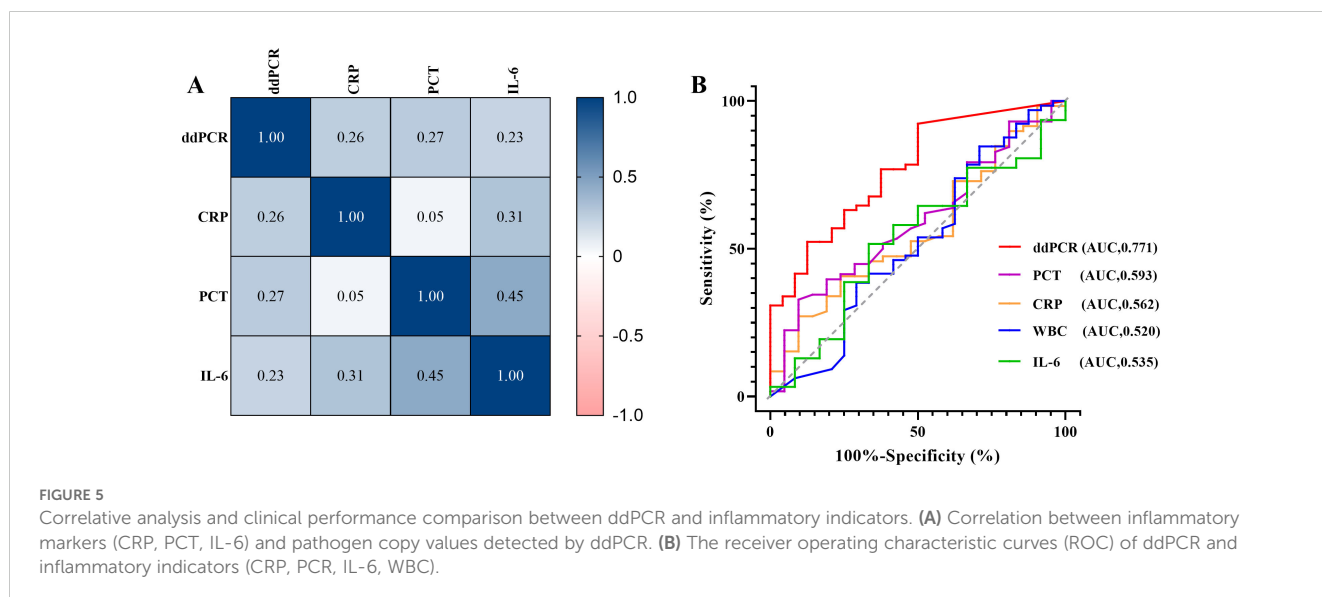 A
ddPCR CRP PCT IL-6
ddPCR 1.00 0.26 0.27 0.23
CRP 0.26 1.00 0.05 0.31
PCT 0.27 0.05 1.00 0.45
IL-6 0.23 0.31 0.45 1.00
1.0
0.5
0
-0.5
-1.0
B
Sensitivity (%)
100
50
0
ddPCR (AUC,0.771)
PCT (AUC,0.593)
CRP (AUC,0.562)
WBC (AUC,0.520)
IL-6 (AUC,0.535)
0 50 100
100%-Specificity (%)
FIGURE 5
Correlative analysis and clinical performance comparison between ddPCR and inflammatory indicators. (A) Correlation between inflammatory
markers (CRP, PCT, IL-6) and pathogen copy values detected by ddPCR. (B) The receiver operating characteristic curves (ROC) of ddPCR and
inflammatory indicators (CRP, PCR, IL-6, WBC).